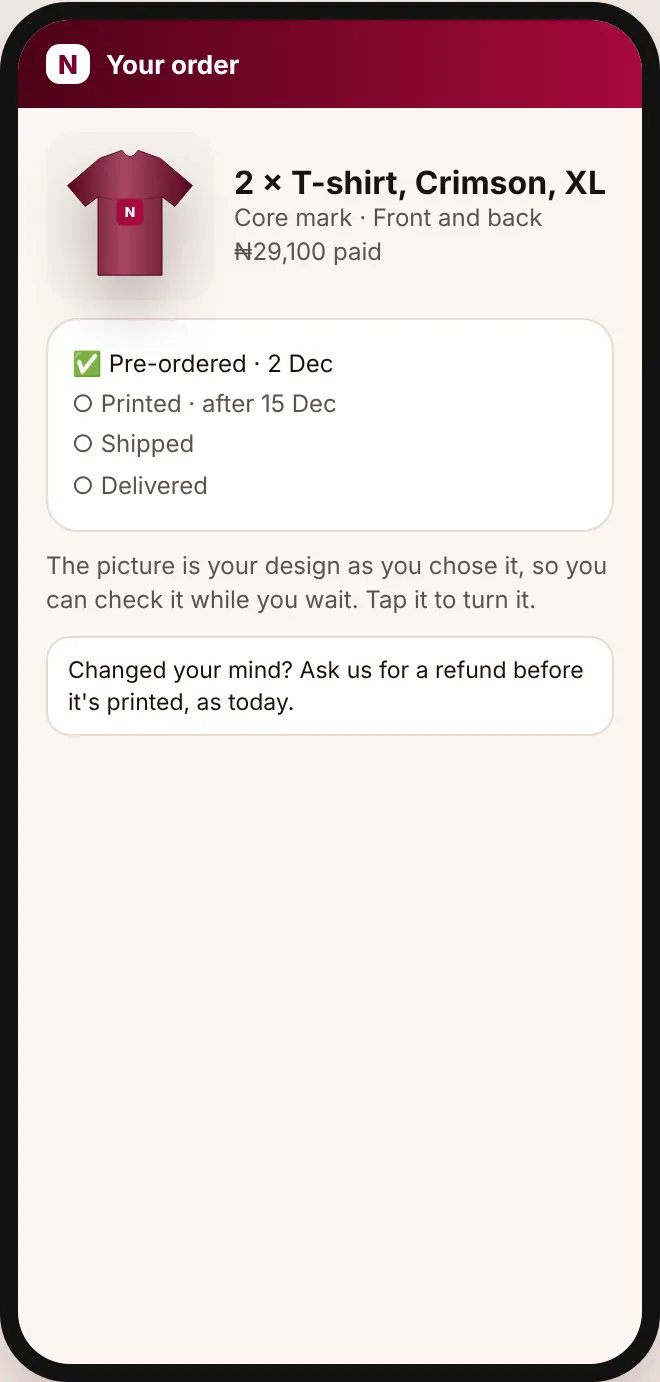 N Your order
N
2 × T-shirt, Crimson, XL
Core mark · Front and back
₦29,100 paid
✅ Pre-ordered · 2 Dec
○ Printed · after 15 Dec
○ Shipped
○ Delivered
The picture is your design as you chose it, so you
can check it while you wait. Tap it to turn it.
Changed your mind? Ask us for a refund before
it's printed, as today.